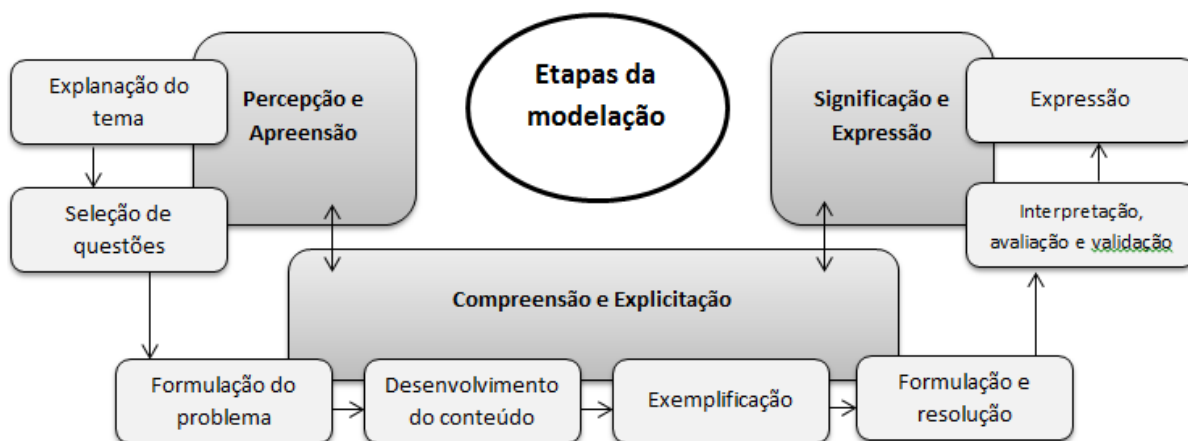 Etapas da
modelação
Explanação do
tema
Percepção e
Apreensão
Seleção de
questões
Compreensão e Explicitação
Formulação do
problema
Desenvolvimento
do conteúdo
Exemplificação
Formulação e
resolução
Significação e
Expressão
Interpretação,
avaliação e validação
Expressão